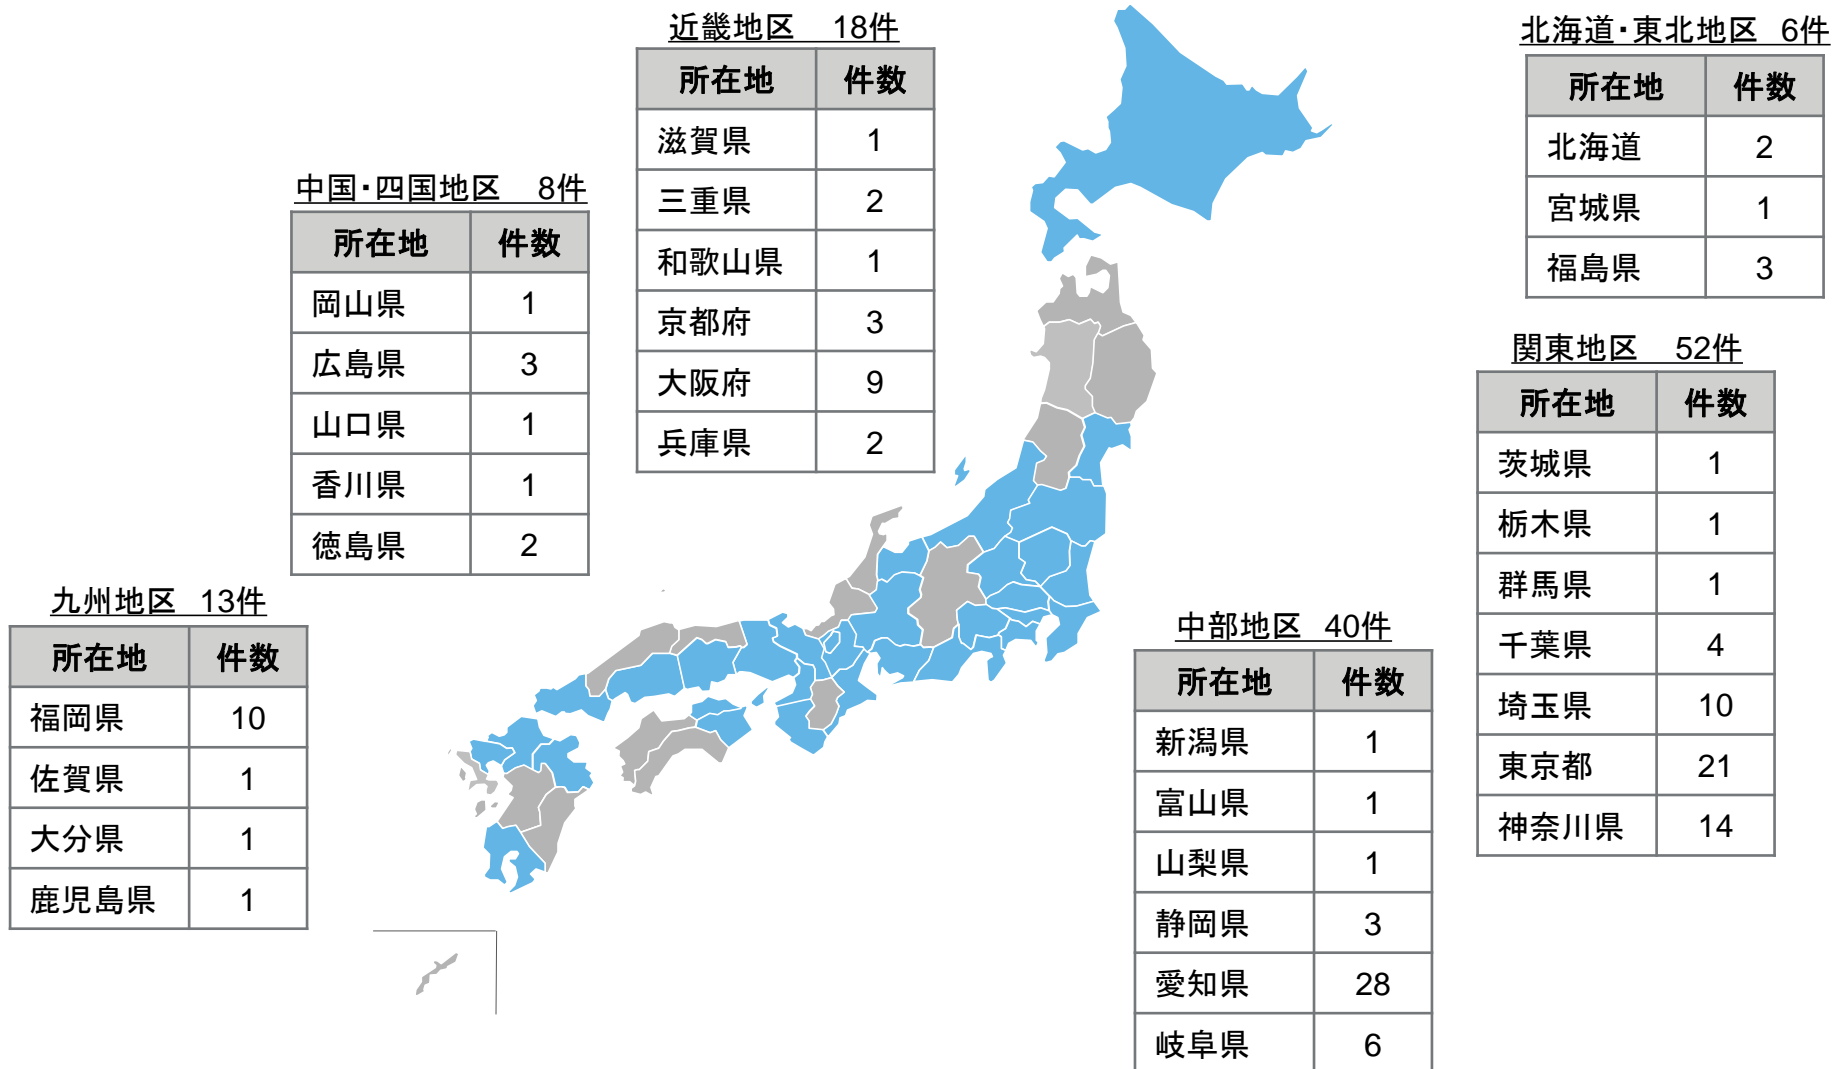 近畿地区 18件
所在地 件数
滋賀県 1
三重県 2
和歌山県 1
京都府 3
大阪府 9
兵庫県 2
北海道・東北地区 6件
所在地 件数
北海道 2
宮城県 1
福島県 3
中国・四国地区 8件
所在地 件数
岡山県 1
広島県 3
山口県 1
香川県 1
徳島県 2
関東地区 52件
所在地 件数
茨城県 1
栃木県 1
群馬県 1
千葉県 4
埼玉県 10
東京都 21
神奈川県 14
九州地区 13件
所在地 件数
福岡県 10
佐賀県 1
大分県 1
鹿児島県 1
中部地区 40件
所在地 件数
新潟県 1
富山県 1
山梨県 1
静岡県 3
愛知県 28
岐阜県 6